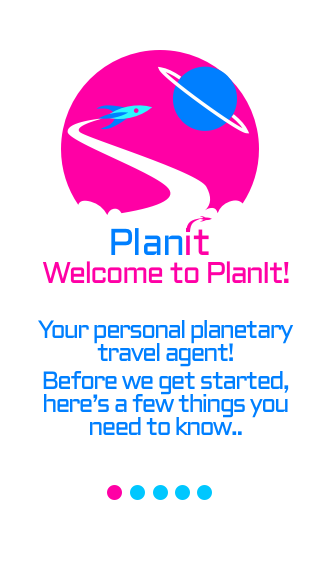 Planit
Welcome to PlanIt!
Your personal planetary
travel agent!
Before we get started,
here's a few things you
need to know..